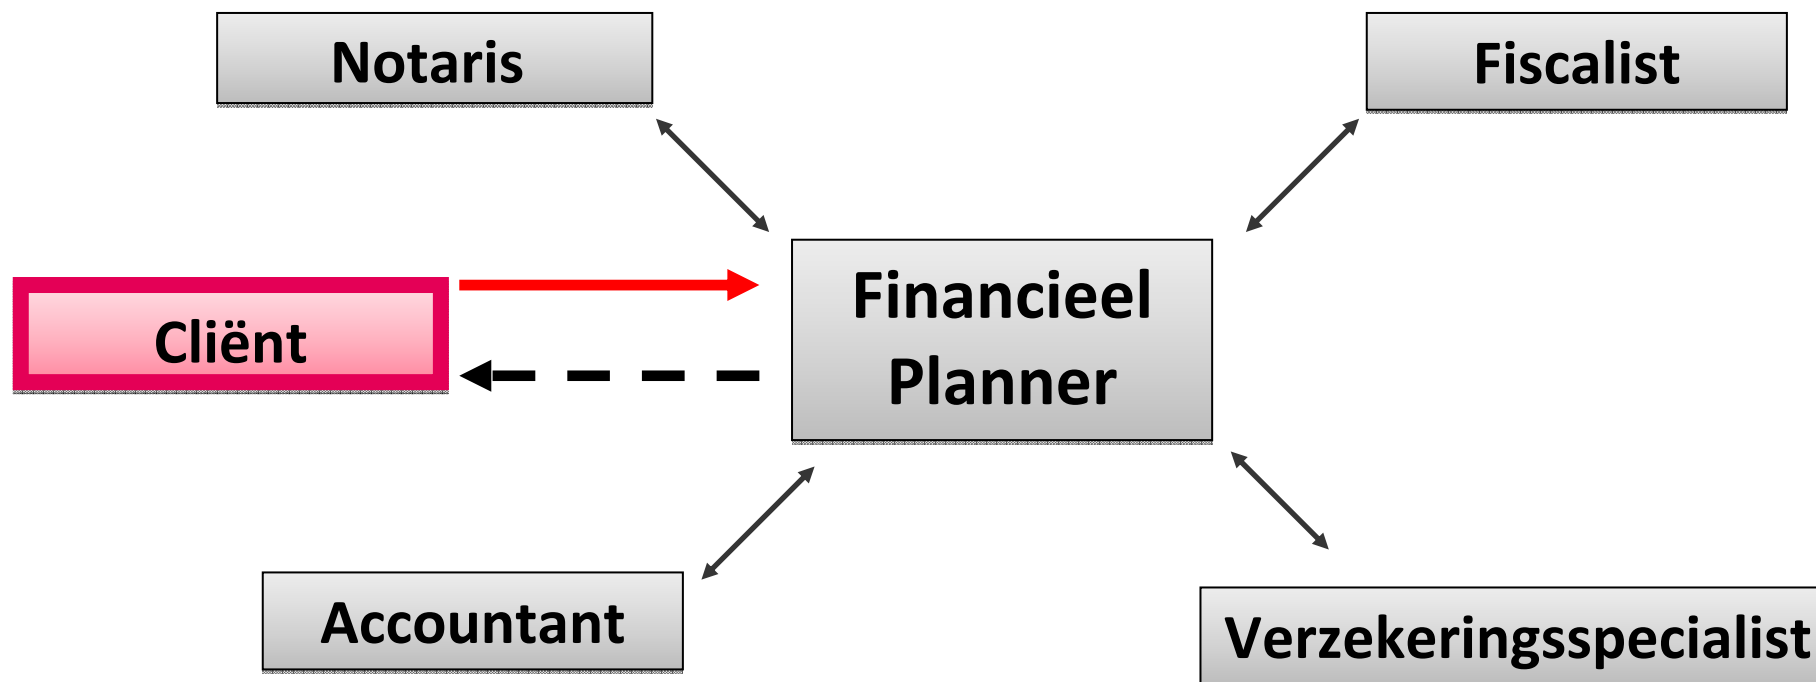 Notaris
Fiscalist
Financieel
Planner
Cliënt
Accountant
Verzekeringsspecialist